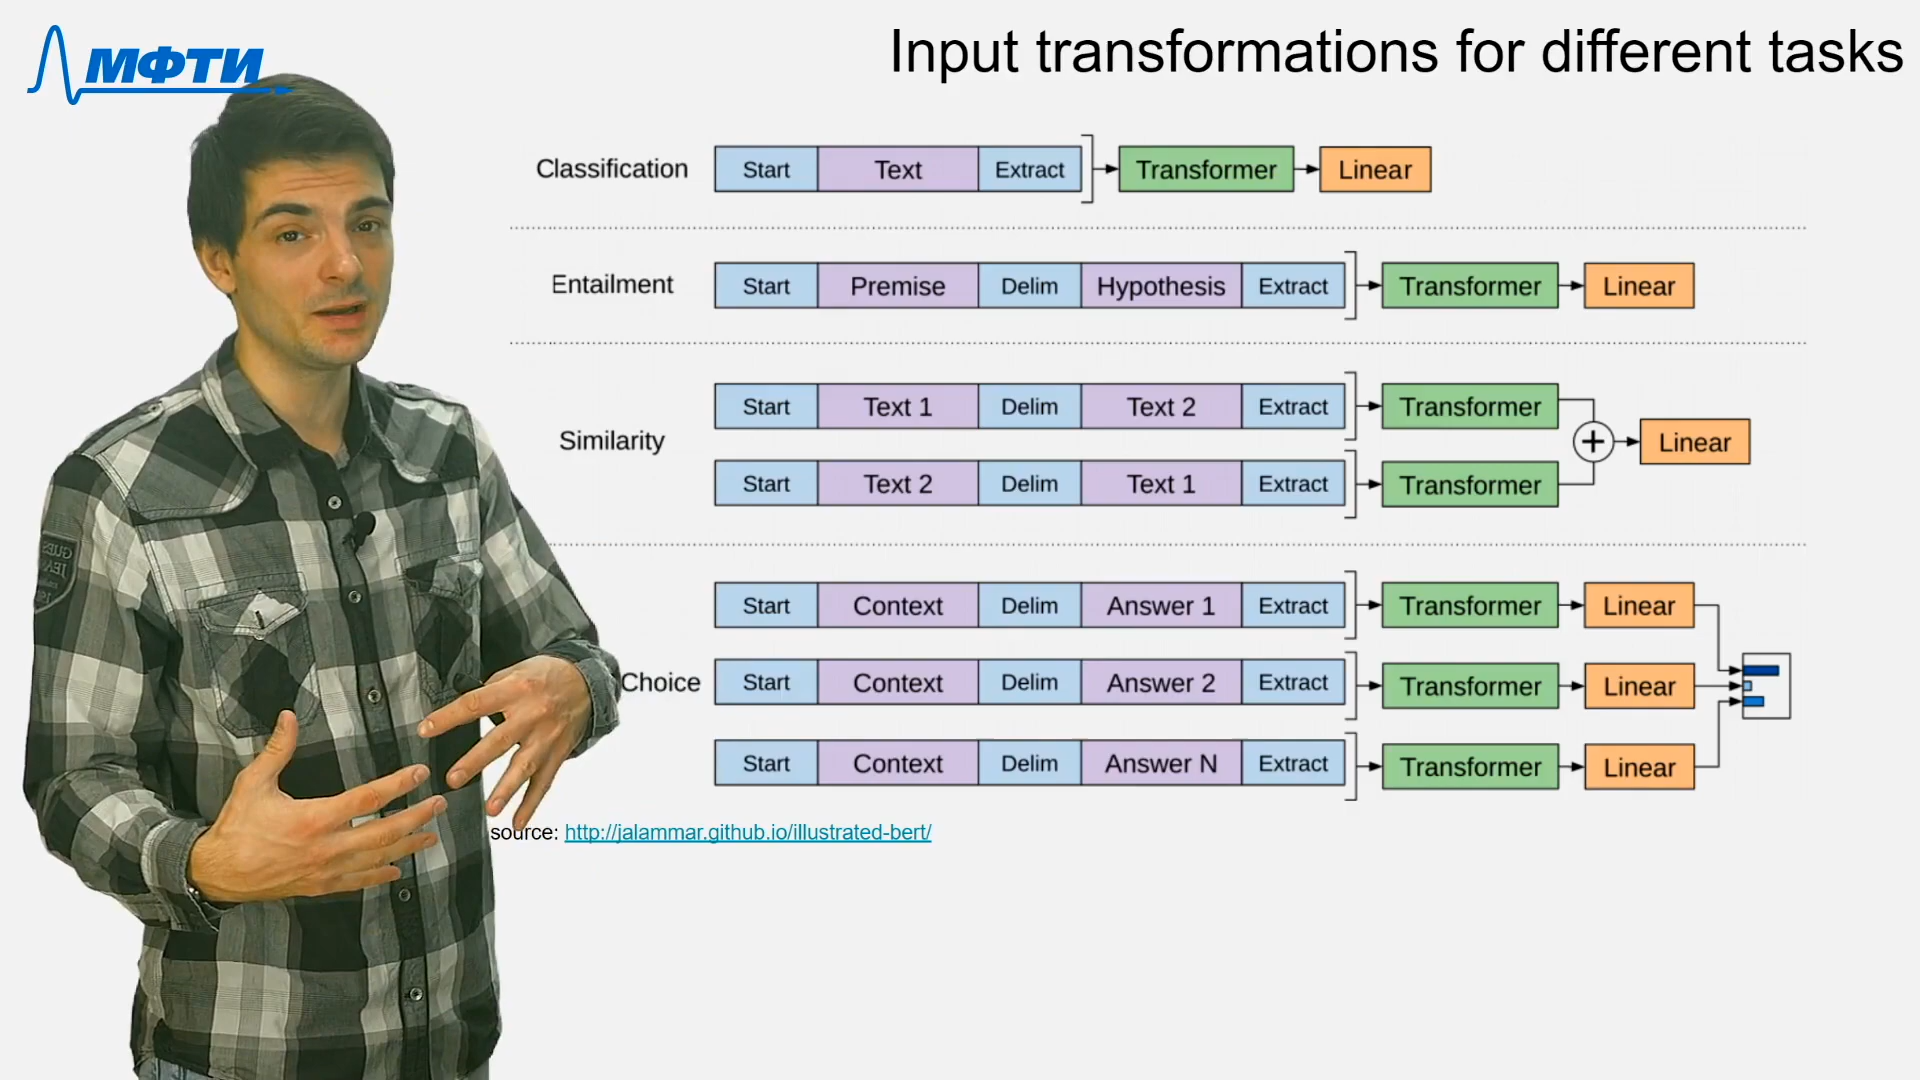 МФТИ
Input transformations for different tasks
Classification Start Text Extract Transformer Linear
Entailment Start Premise Delim Hypothesis Extract Transformer Linear
Start Text 1 Delim Text 2 Extract Transformer
Similarity + Linear
Start Text 2 Delim Text 1 Extract Transformer
Start Context Delim Answer 1 Extract Transformer Linear
Choice Start Context Delim Answer 2 Extract Transformer Linear
Start Context Delim Answer N Extract Transformer Linear
source: http://jalammar.github.io/illustrated-bert/